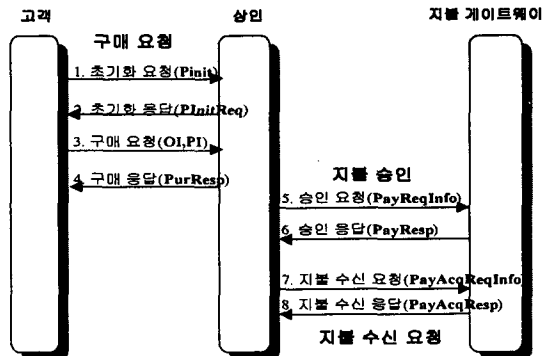 고객
상인
지불 게이트웨이
구매 요청
1. 초기화 요청(Pinit)
2. 초기화 응답(PInitReq)
3. 구매 요청(OI,PI)
4. 구매 응답(PurResp)
지불 승인
5. 승인 요청(PayReqInfo)
6. 승인 응답(PayResp)
7. 지불 수신 요청(PayAcqReqInfo)
8. 지불 수신 응답(PayAcqResp)
지불 수신 요청